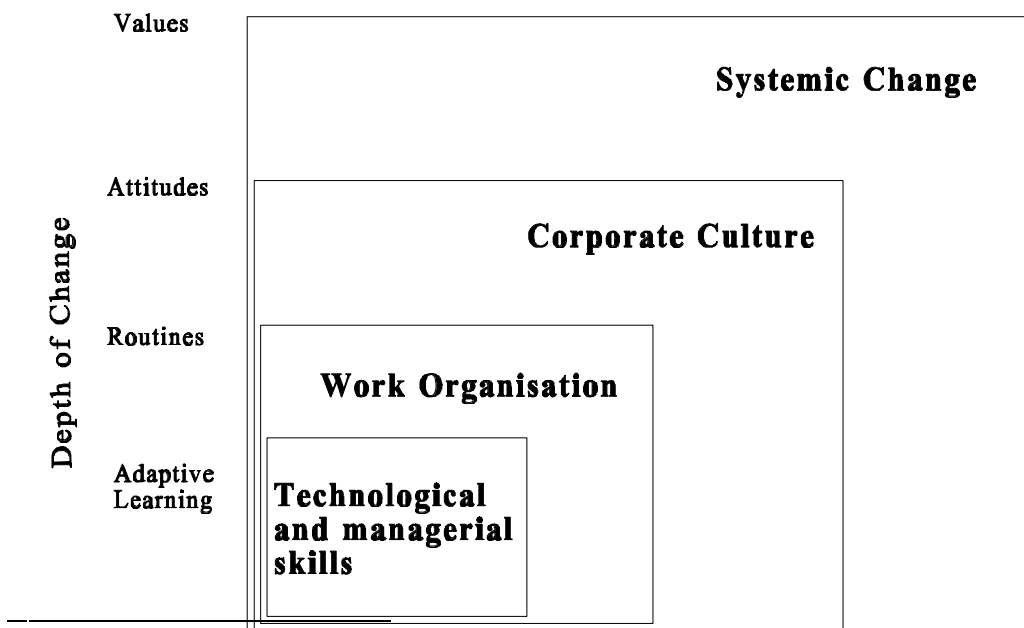 Values
Systemic Change
Attitudes
Corporate Culture
Depth of Change
Routines
Work Organisation
Adaptive
Learning
Technological
and managerial
skills